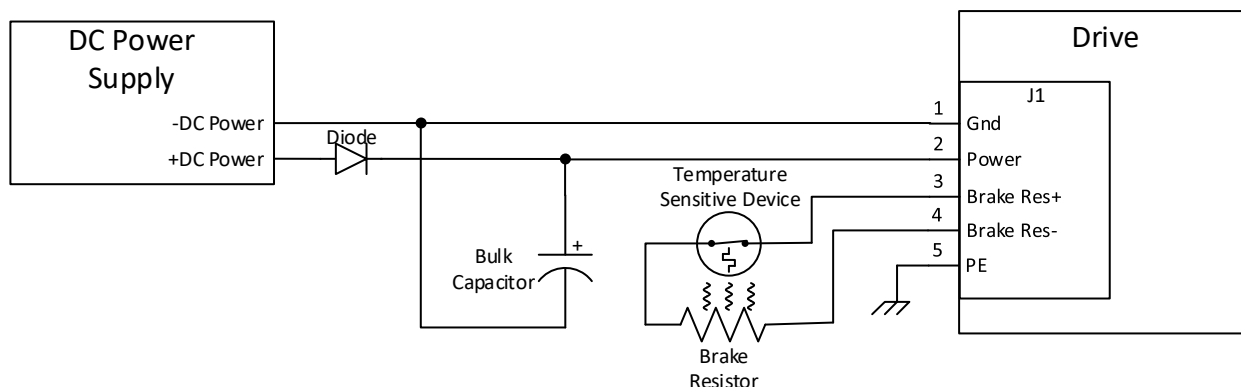 DC Power
Supply
-DC Power
+DC Power
Diode
Bulk
Capacitor
+
Temperature
Sensitive Device
Brake
Resistor
Drive
J1
1
Gnd
2
Power
3
Brake Res+
4
Brake Res-
5
PE